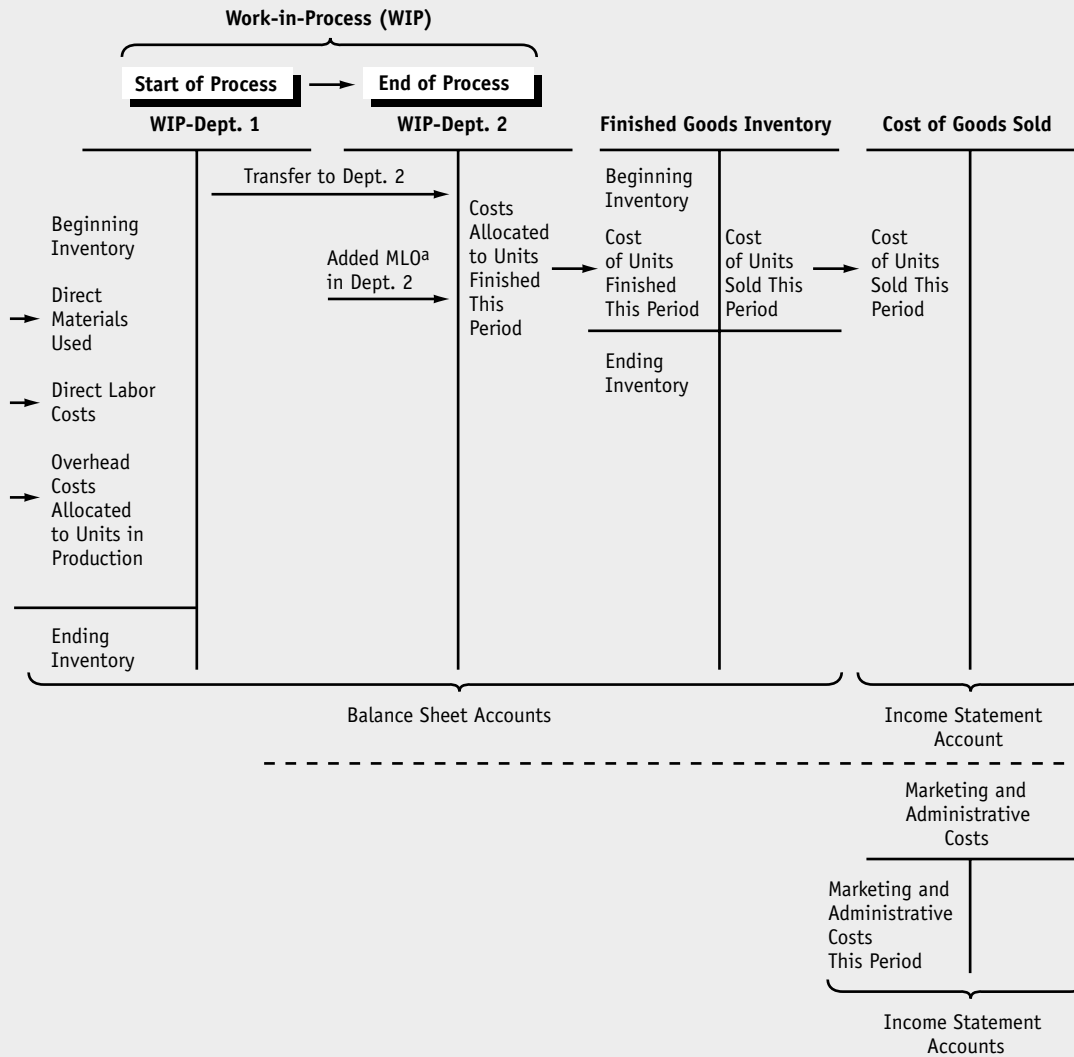 Work-in-Process (WIP)
Start of Process
End of Process
WIP-Dept. 1
WIP-Dept. 2
Finished Goods Inventory
Cost of Goods Sold
Transfer to Dept. 2
Beginning
Inventory
Direct
Materials
Used
Direct Labor
Costs
Overhead
Costs
Allocated
to Units in
Production
Ending
Inventory
Added MLOᵃ
in Dept. 2
Costs
Allocated
to Units
Finished
This
Period
Beginning
Inventory
Cost
of Units
Finished
This Period
Ending
Inventory
Cost
of Units
Sold This
Period
Cost
of Units
Sold This
Period
Balance Sheet Accounts
Income Statement
Account
Marketing and
Administrative
Costs
Marketing and
Administrative
Costs
This Period
Income Statement
Accounts